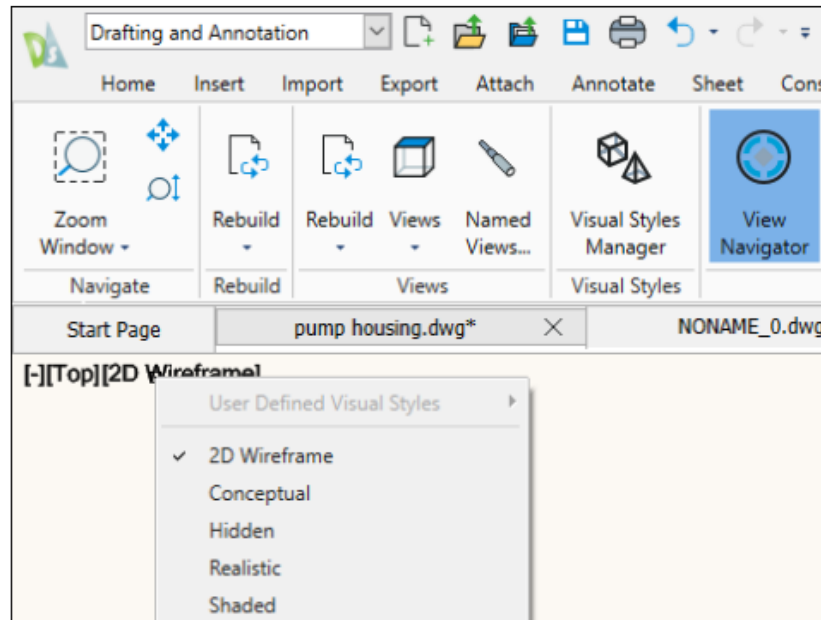 DS
Drafting and Annotation
Home Insert Import Export Attach Annotate Sheet Cons
Zoom Window
Rebuild
Rebuild
Views
Named Views...
Visual Styles Manager
View Navigator
Navigate Rebuild Views Visual Styles
Start Page pump housing.dwg* NONAME_0.dwg
[-][Top][2D Wireframe]
User Defined Visual Styles
2D Wireframe
Conceptual
Hidden
Realistic
Shaded